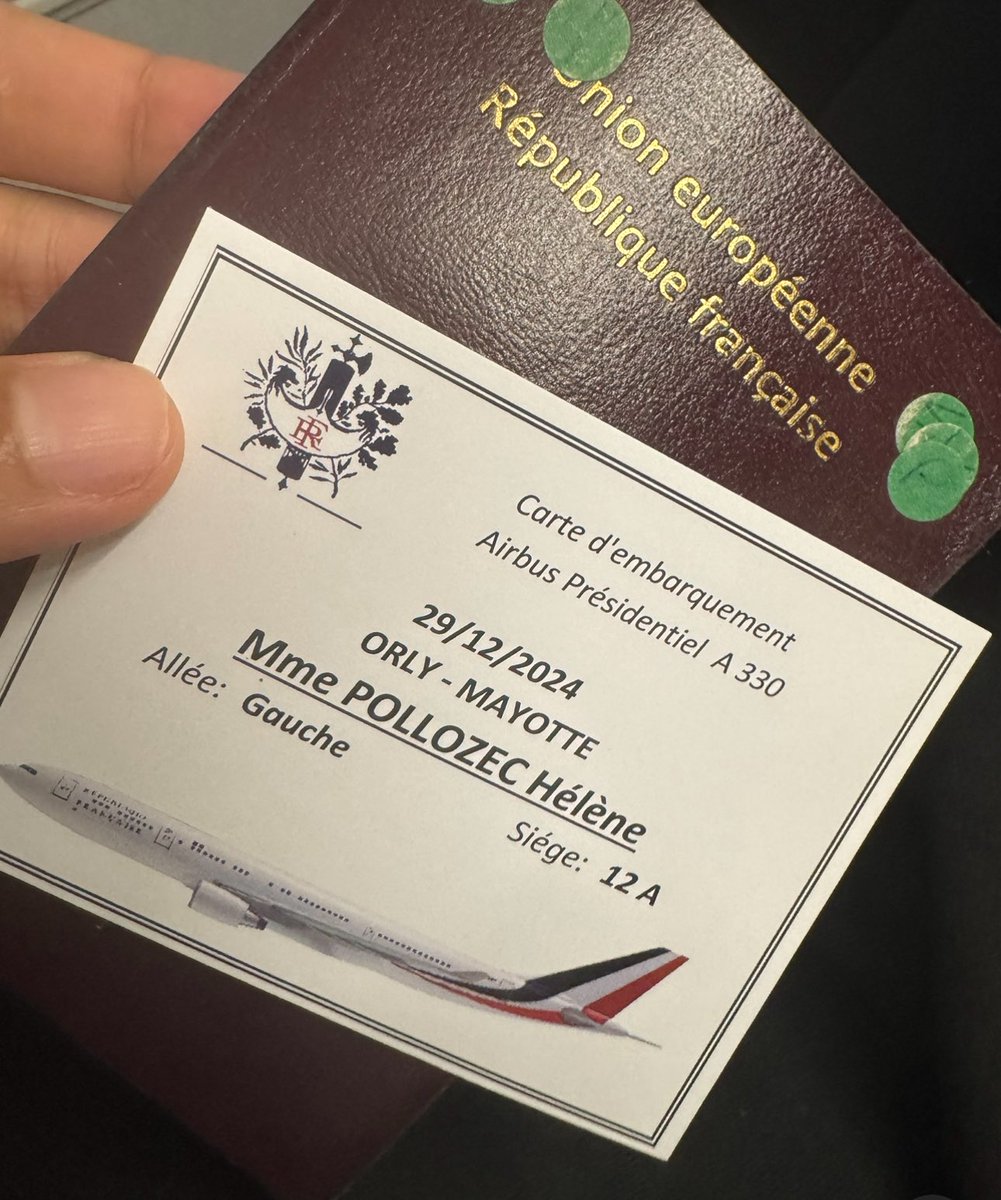 Union européenne
République française
RF
Carte d'embarquement
Airbus Présidentiel A 330
29/12/2024
ORLY - MAYOTTE
Mme POLLOZEC Hélène
Allée: Gauche
Siége: 12 A